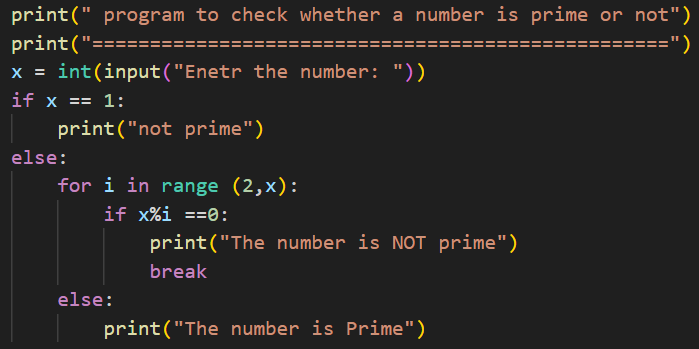 print(" program to check whether a number is prime or not")
print("==================================================")
x = int(input("Enetr the number: "))
if x == 1:
    print("not prime")
else:
    for i in range (2,x):
        if x%i ==0:
            print("The number is NOT prime")
            break
    else:
        print("The number is Prime")